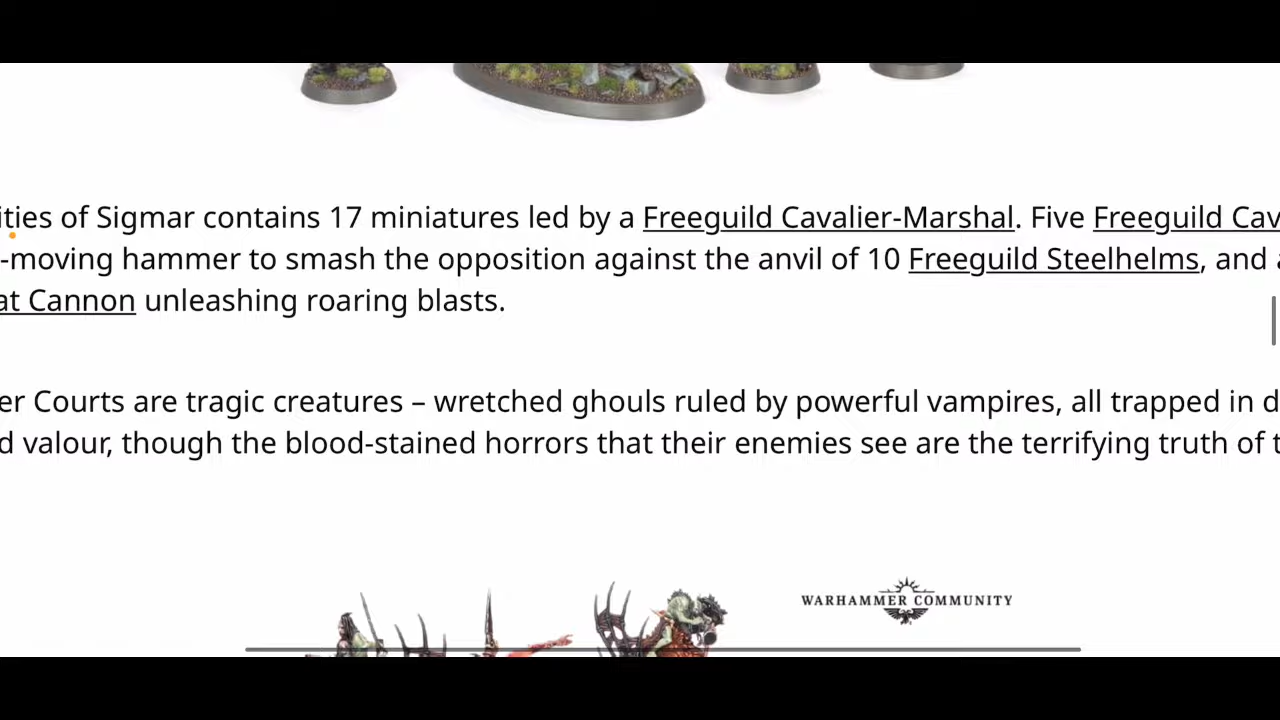 ities of Sigmar contains 17 miniatures led by a Freeguild Cavalier-Marshal. Five Freeguild Cav
-moving hammer to smash the opposition against the anvil of 10 Freeguild Steelhelms, and a
at Cannon unleashing roaring blasts.
er Courts are tragic creatures – wretched ghouls ruled by powerful vampires, all trapped in d
d valour, though the blood-stained horrors that their enemies see are the terrifying truth of t
WARHAMMER COMMUNITY